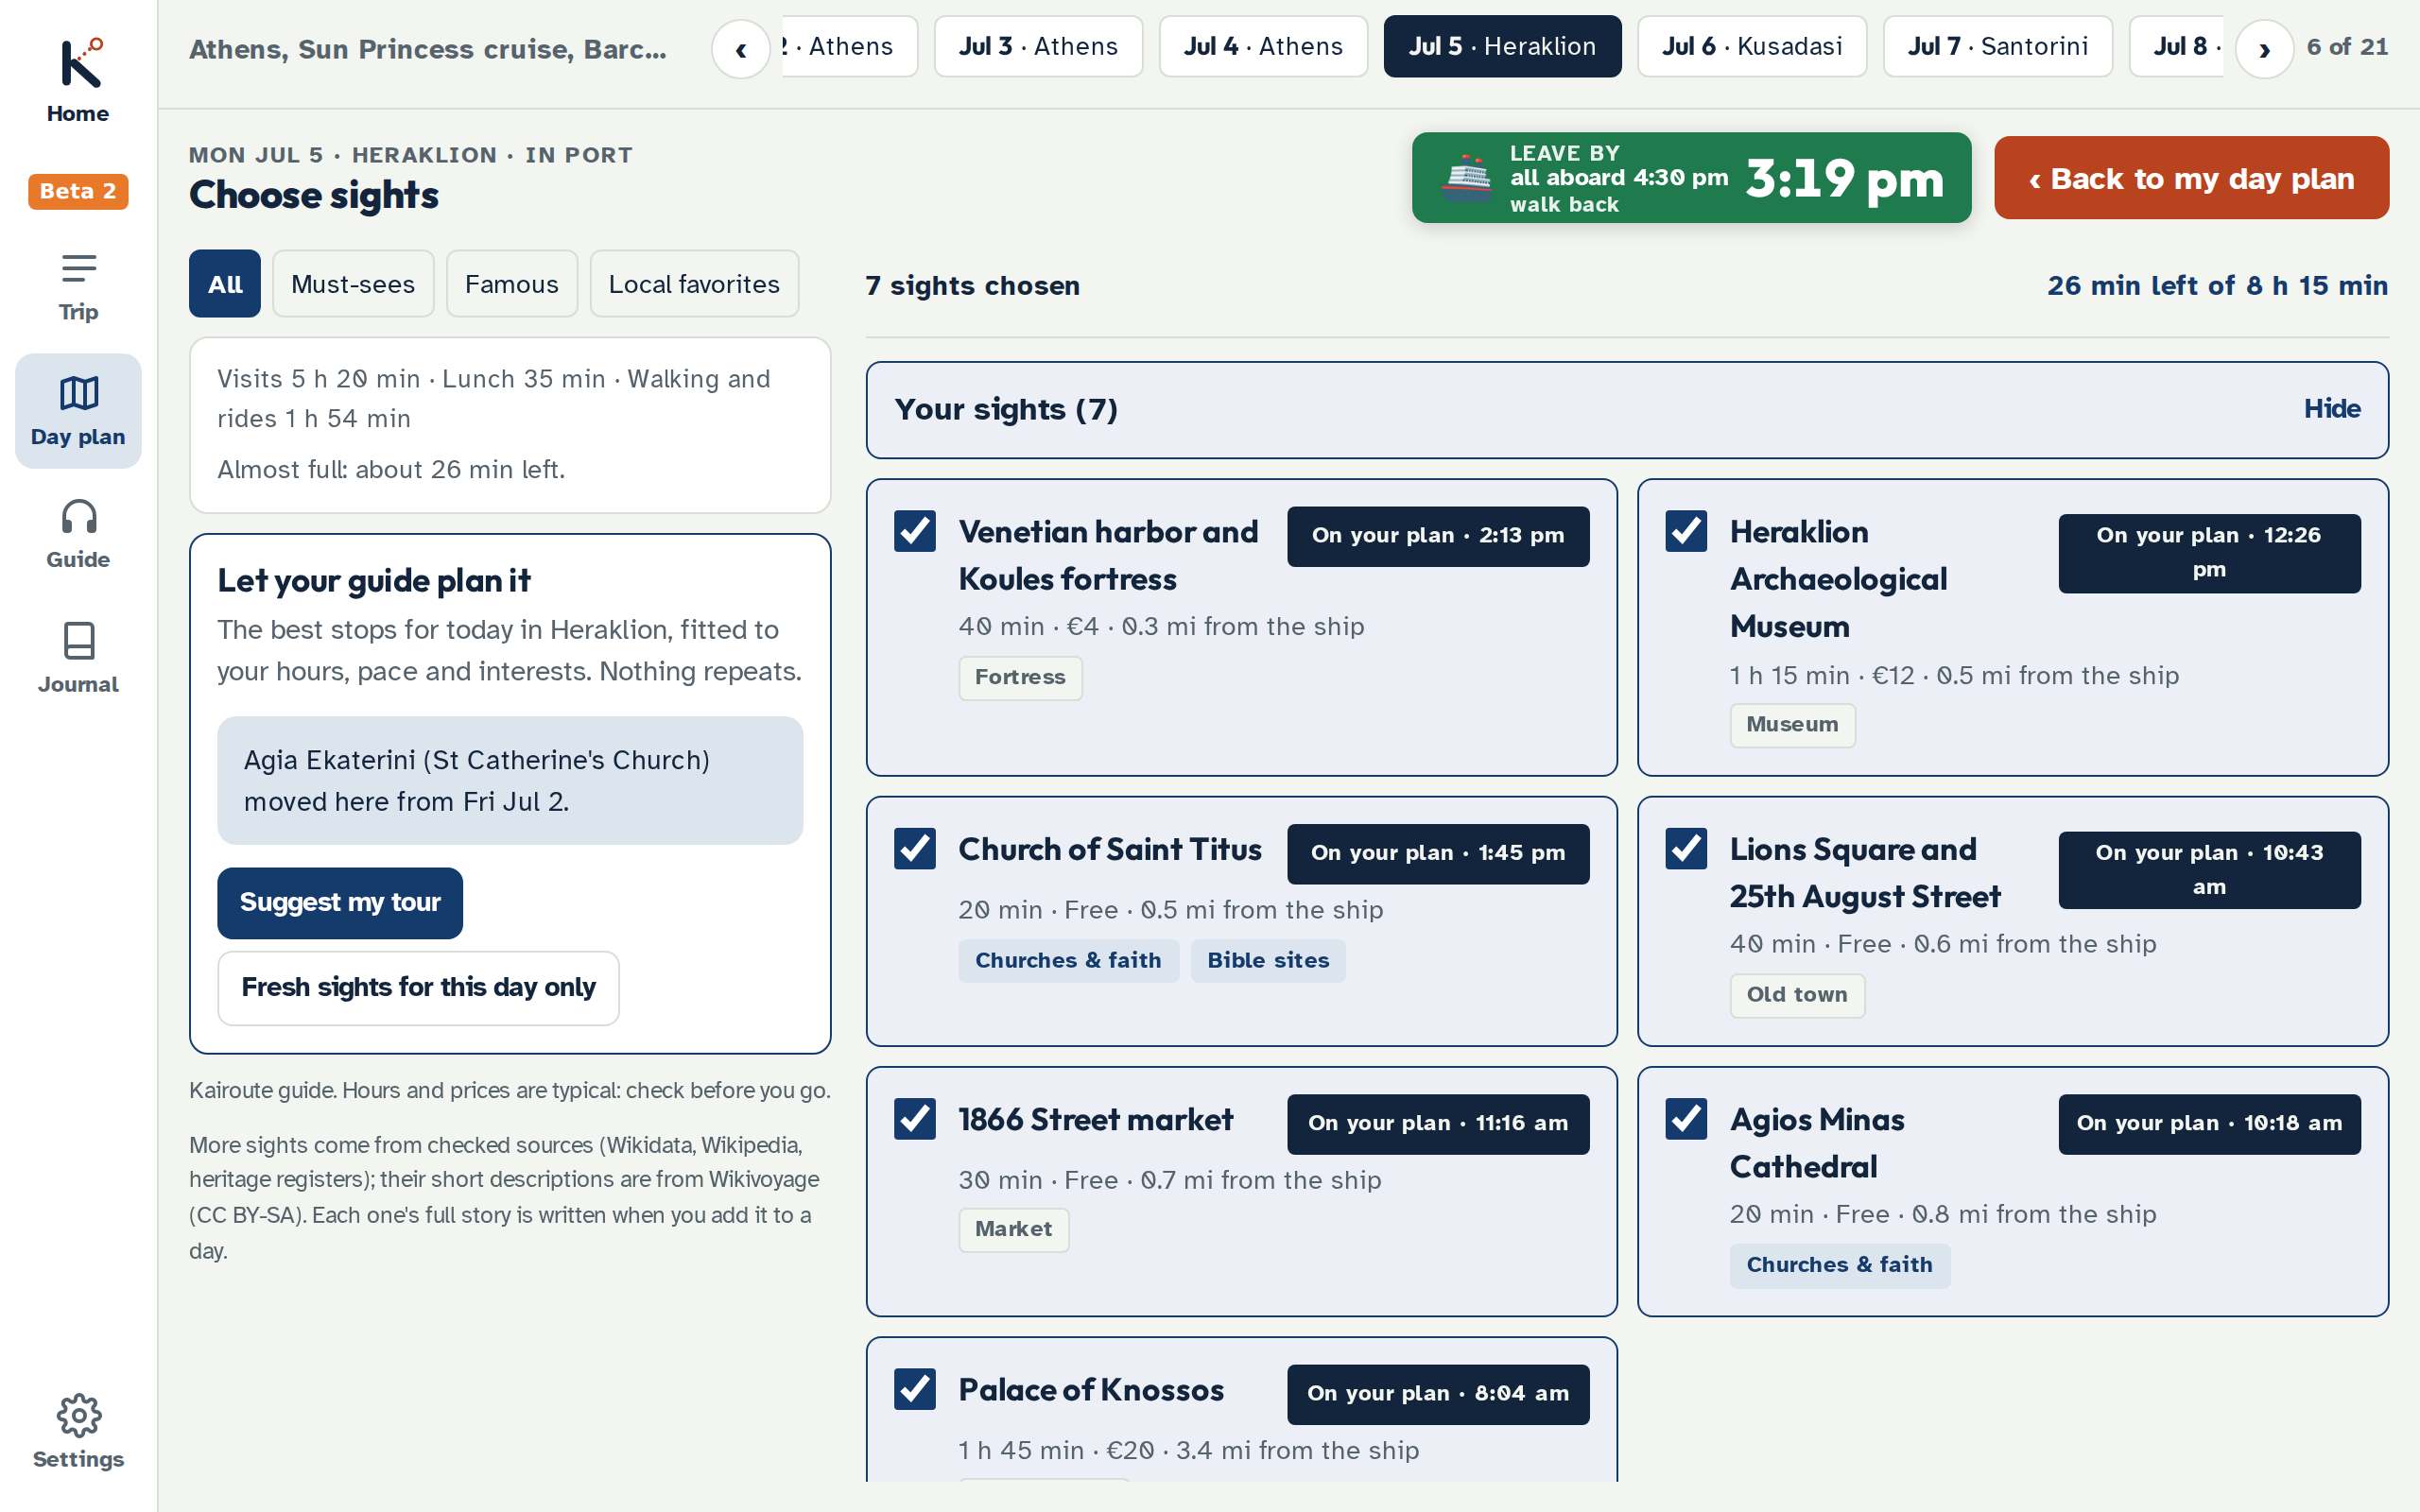 Athens, Sun Princess cruise, Barc…
‹
2 · Athens
Jul 3 · Athens
Jul 4 · Athens
Jul 5 · Heraklion
Jul 6 · Kusadasi
Jul 7 · Santorini
Jul 8 ·
›
6 of 21
Home
Beta 2
Trip
Day plan
Guide
Journal
Settings
MON JUL 5 · HERAKLION · IN PORT
Choose sights
LEAVE BY
all aboard 4:30 pm
walk back
3:19 pm
‹ Back to my day plan
All
Must-sees
Famous
Local favorites
Visits 5 h 20 min · Lunch 35 min · Walking and
rides 1 h 54 min
Almost full: about 26 min left.
Let your guide plan it
The best stops for today in Heraklion, fitted to
your hours, pace and interests. Nothing repeats.
Agia Ekaterini (St Catherine's Church)
moved here from Fri Jul 2.
Suggest my tour
Fresh sights for this day only
Kairoute guide. Hours and prices are typical: check before you go.
More sights come from checked sources (Wikidata, Wikipedia,
heritage registers); their short descriptions are from Wikivoyage
(CC BY-SA). Each one's full story is written when you add it to a
day.
7 sights chosen
26 min left of 8 h 15 min
Your sights (7)
Hide
Venetian harbor and
Koules fortress
On your plan · 2:13 pm
40 min · €4 · 0.3 mi from the ship
Fortress
Heraklion
Archaeological
Museum
On your plan · 12:26
pm
1 h 15 min · €12 · 0.5 mi from the ship
Museum
Church of Saint Titus
On your plan · 1:45 pm
20 min · Free · 0.5 mi from the ship
Churches & faith
Bible sites
Lions Square and
25th August Street
On your plan · 10:43
am
40 min · Free · 0.6 mi from the ship
Old town
1866 Street market
On your plan · 11:16 am
30 min · Free · 0.7 mi from the ship
Market
Agios Minas
Cathedral
On your plan · 10:18 am
20 min · Free · 0.8 mi from the ship
Churches & faith
Palace of Knossos
On your plan · 8:04 am
1 h 45 min · €20 · 3.4 mi from the ship